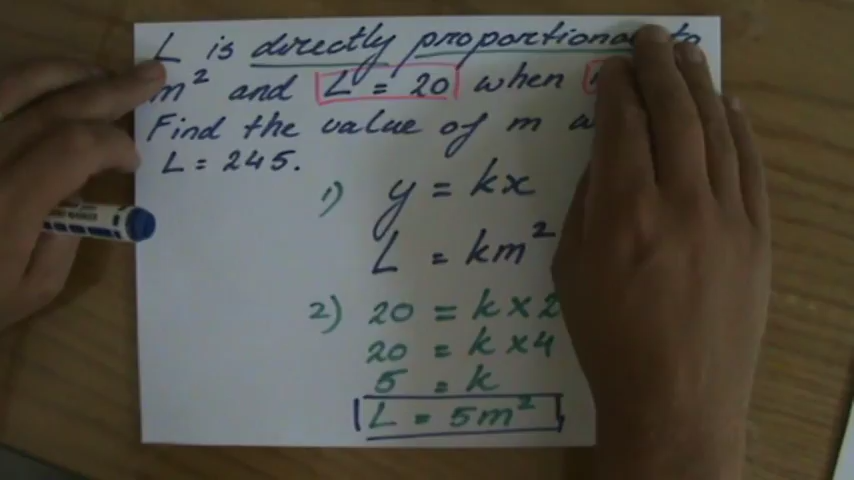 L is directly proportional to
m² and L = 20 when
Find the value of m
L = 245.
1) y = kx
L = km²
2) 20 = k × 2
20 = k × 4
5 = k
L = 5m²